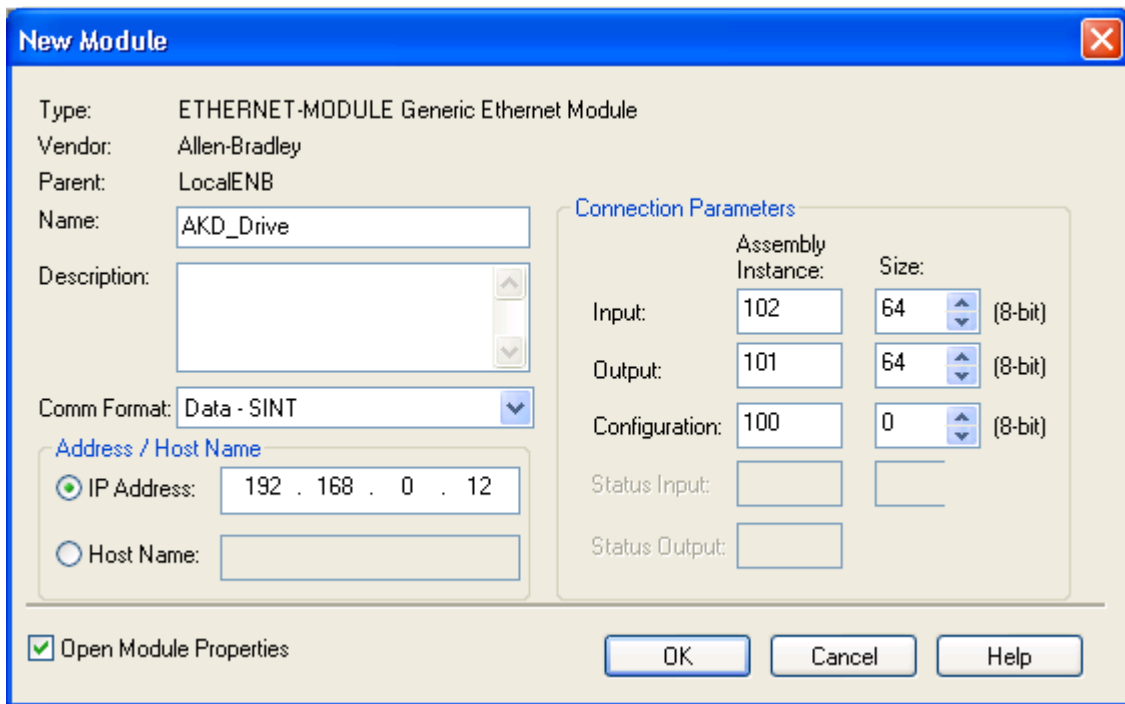 New Module
Type: ETHERNET-MODULE Generic Ethernet Module
Vendor: Allen-Bradley
Parent: LocalENB
Name: AKD_Drive
Description:
Comm Format: Data - SINT
Address / Host Name
IP Address: 192 . 168 . 0 . 12
Host Name:
Connection Parameters
Assembly
Instance: Size:
Input: 102 64 (8-bit)
Output: 101 64 (8-bit)
Configuration: 100 0 (8-bit)
Status Input:
Status Output:
Open Module Properties
OK Cancel Help